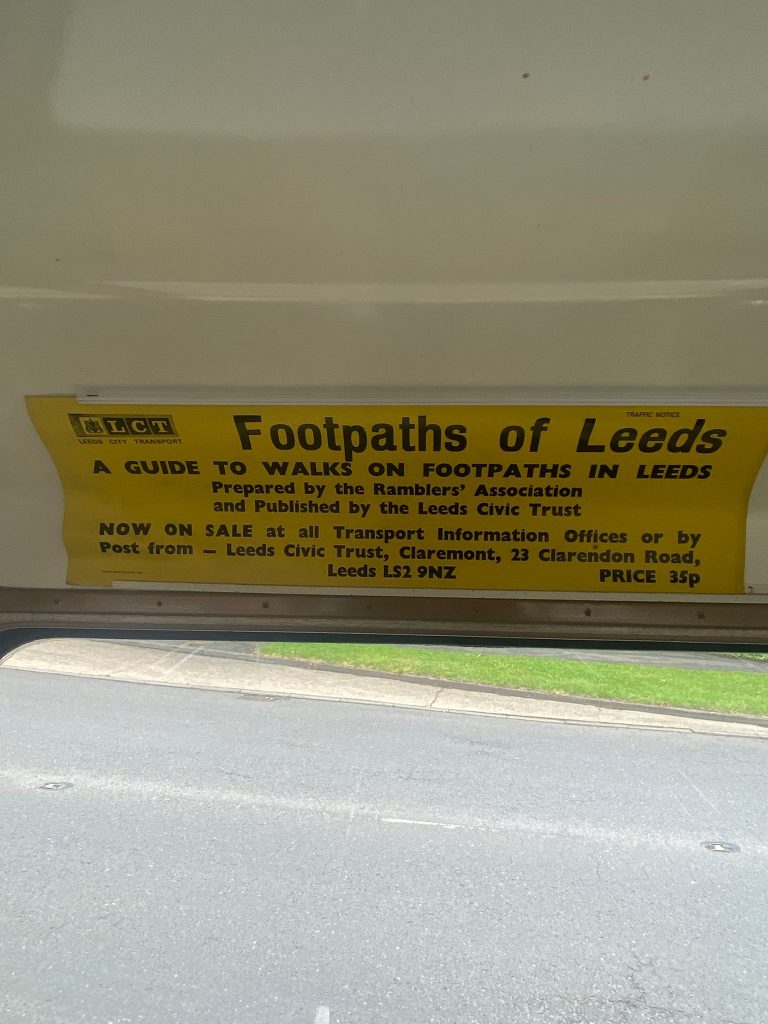 LCT
LEEDS CITY TRANSPORT
TRAFFIC NOTICE
Footpaths of Leeds
A GUIDE TO WALKS ON FOOTPATHS IN LEEDS
Prepared by the Ramblers' Association
and Published by the Leeds Civic Trust
NOW ON SALE at all Transport Information Offices or by
Post from — Leeds Civic Trust, Claremont, 23 Clarendon Road,
Leeds LS2 9NZ PRICE 35p